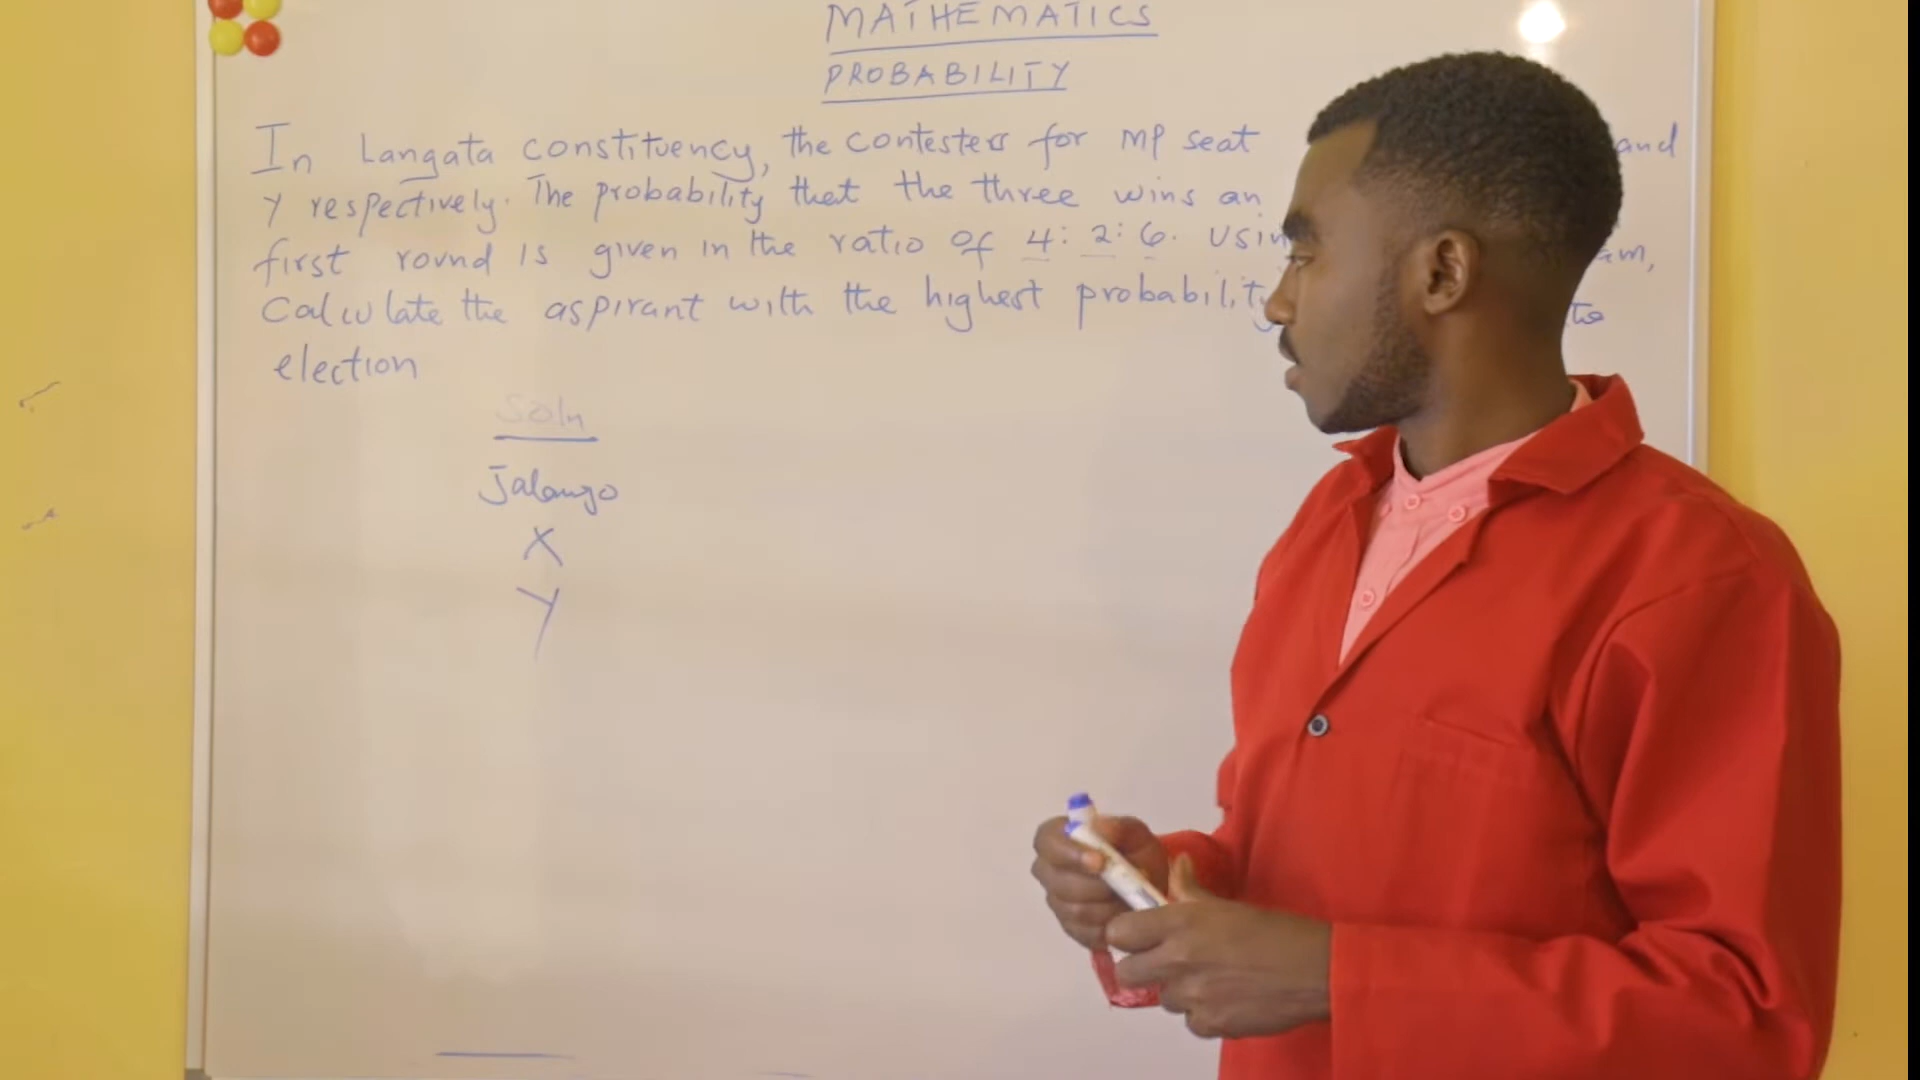 MATHEMATICS
PROBABILITY
In Langata constituency, the contesters for MP seat and
Y respectively. The probability that the three wins an
first round is given in the ratio of 4: 2: 6.
Calculate the aspirant with the highest probability to
election
Soln
Jalango
X
Y